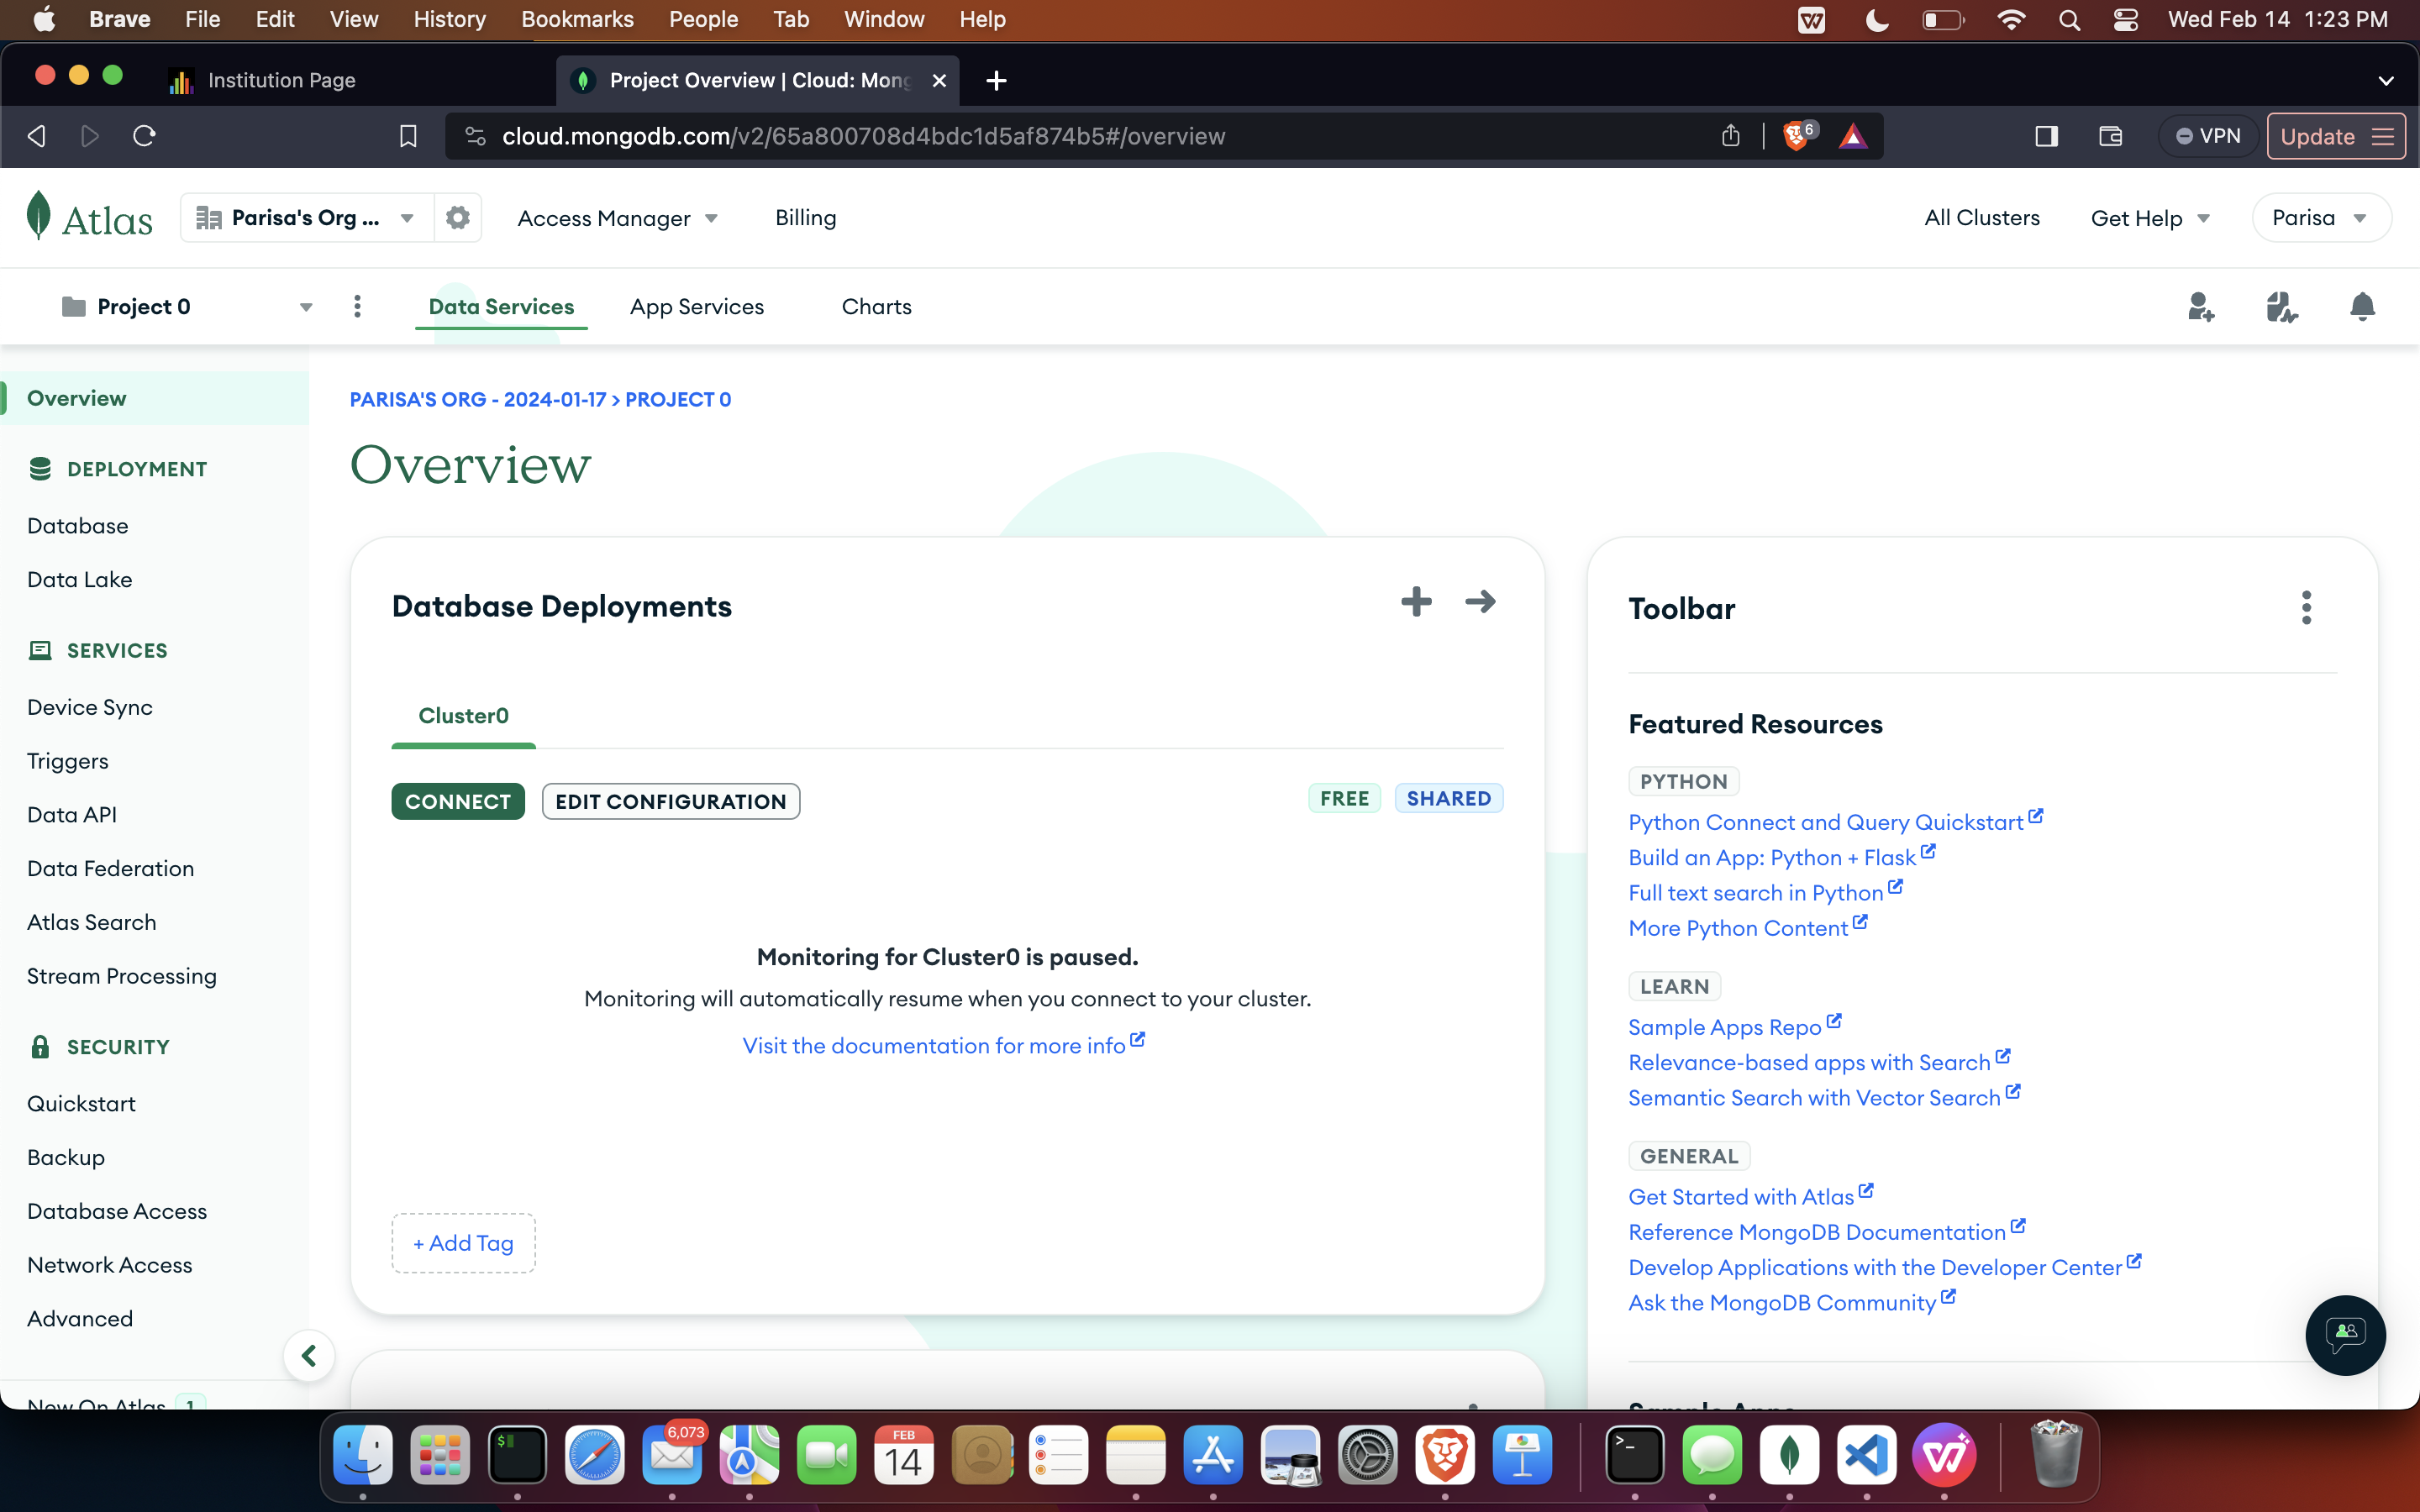 Brave File Edit View History Bookmarks People Tab Window Help Wed Feb 14 1:23 PM
Institution Page
Project Overview | Cloud: Mong
cloud.mongodb.com/v2/65a800708d4bdc1d5af874b5#/overview
6
VPN
Update
Atlas
Parisa's Org ...
Access Manager
Billing
All Clusters
Get Help
Parisa
Project 0
Data Services
App Services
Charts
Overview
DEPLOYMENT
Database
Data Lake
SERVICES
Device Sync
Triggers
Data API
Data Federation
Atlas Search
Stream Processing
SECURITY
Quickstart
Backup
Database Access
Network Access
Advanced
New On Atlas 1
PARISA'S ORG - 2024-01-17 > PROJECT 0
Overview
Database Deployments
Cluster0
CONNECT
EDIT CONFIGURATION
FREE
SHARED
Monitoring for Cluster0 is paused.
Monitoring will automatically resume when you connect to your cluster.
Visit the documentation for more info
+ Add Tag
Toolbar
Featured Resources
PYTHON
Python Connect and Query Quickstart
Build an App: Python + Flask
Full text search in Python
More Python Content
LEARN
Sample Apps Repo
Relevance-based apps with Search
Semantic Search with Vector Search
GENERAL
Get Started with Atlas
Reference MongoDB Documentation
Develop Applications with the Developer Center
Ask the MongoDB Community
Sample Apps
6,073
FEB
14